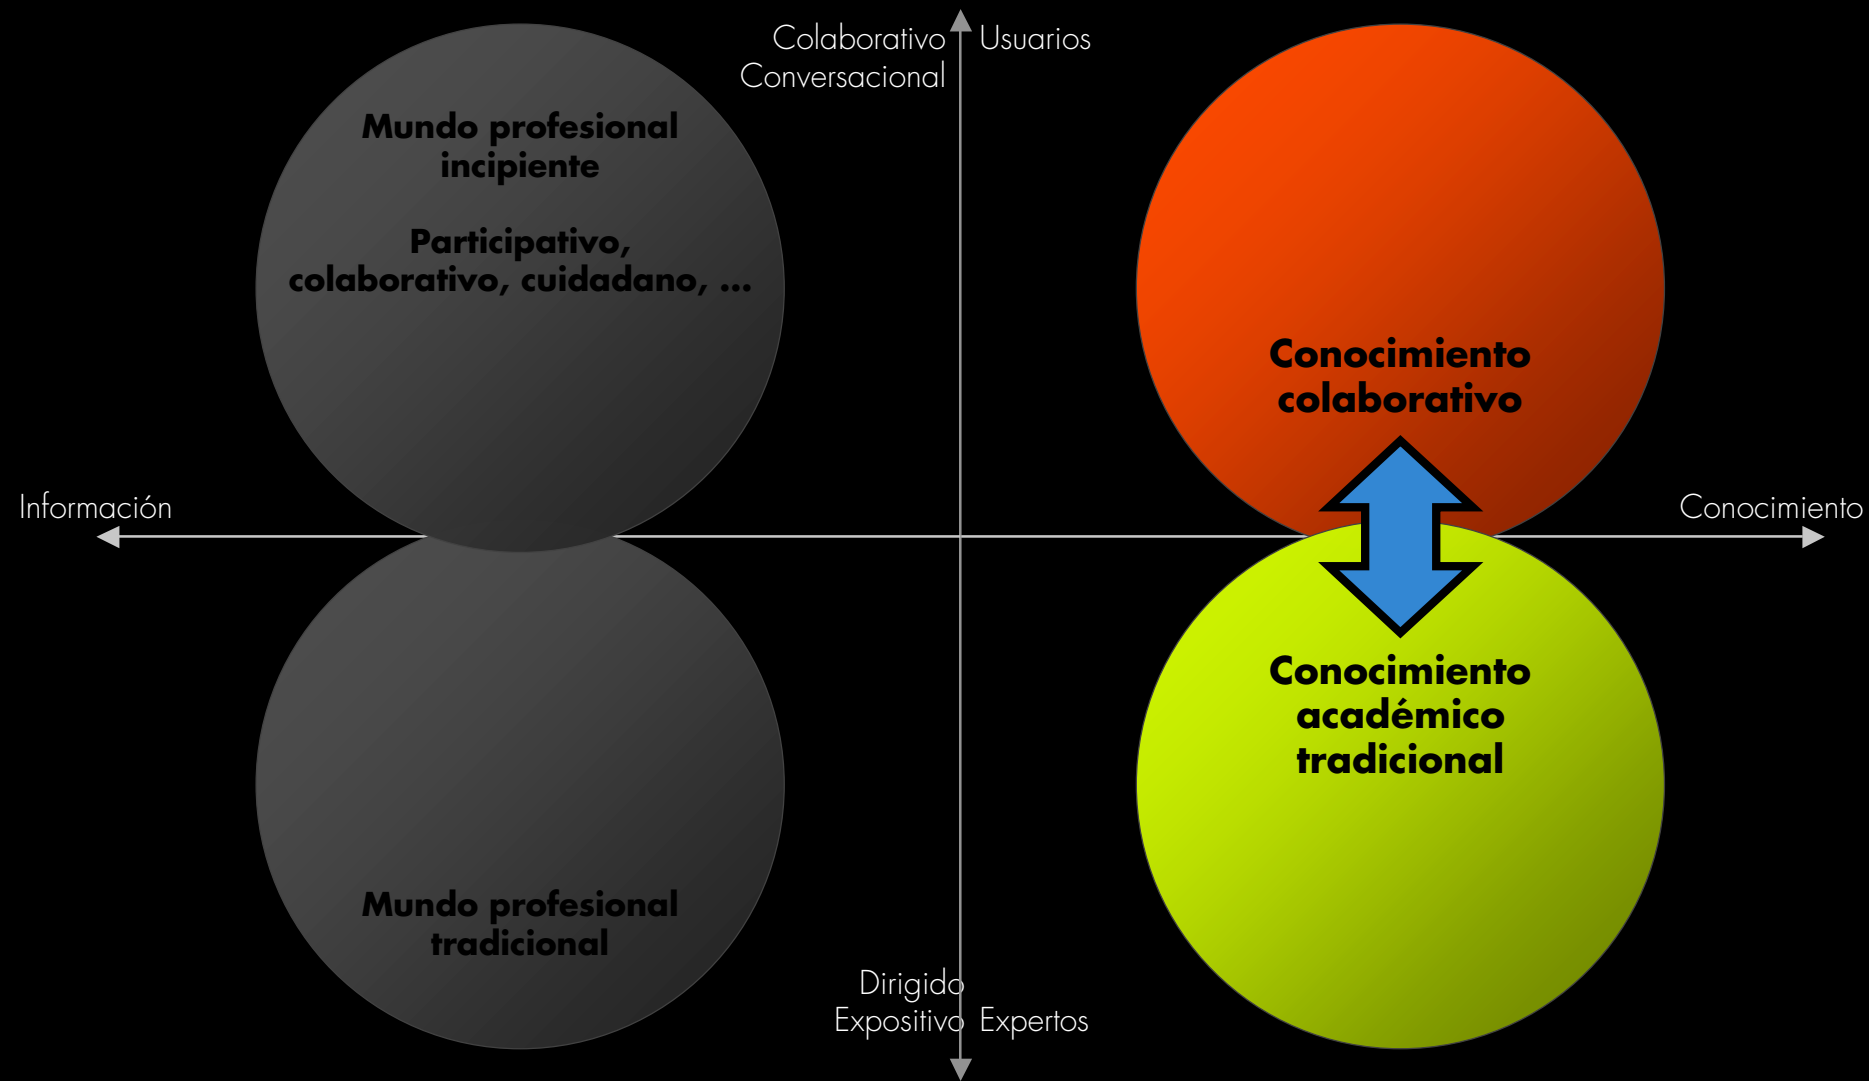 Colaborativo
Conversacional
Usuarios
Mundo profesional
incipiente
Participativo,
colaborativo, cuidadano, ...
Conocimiento
colaborativo
Información
Conocimiento
Conocimiento
académico
tradicional
Mundo profesional
tradicional
Dirigido
Expositivo
Expertos